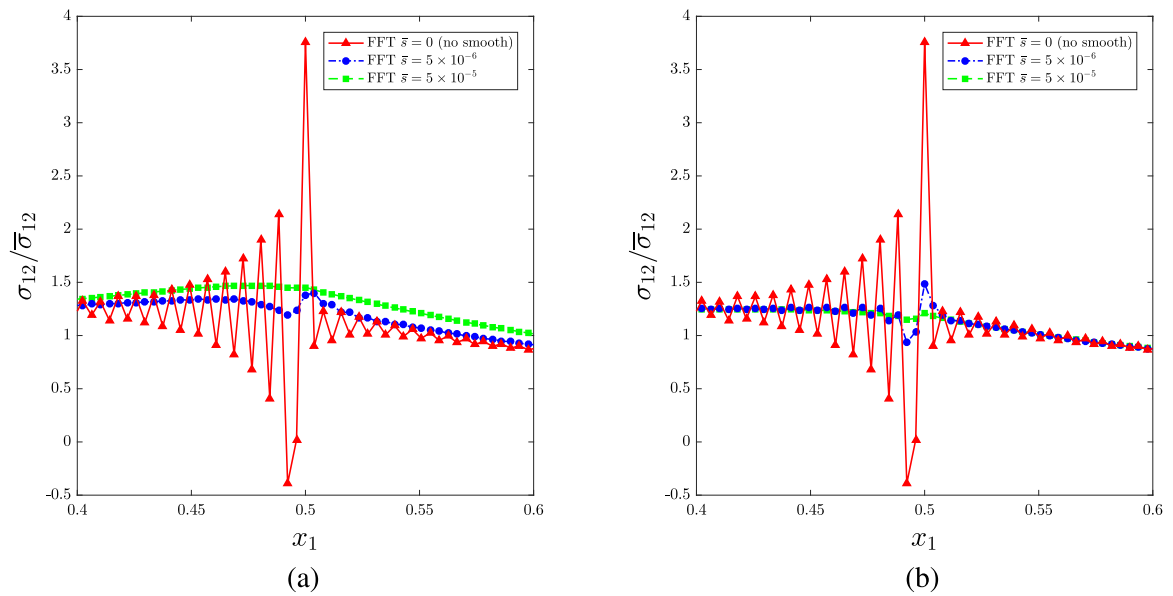 4
3.5
3
2.5
2
1.5
1
0.5
0
-0.5
0.4 0.45 0.5 0.55 0.6
σ₁₂/σ̅₁₂
x₁
FFT s̅ = 0 (no smooth)
FFT s̅ = 5 × 10⁻⁶
FFT s̅ = 5 × 10⁻⁵
(a)
4
3.5
3
2.5
2
1.5
1
0.5
0
-0.5
0.4 0.45 0.5 0.55 0.6
σ₁₂/σ̅₁₂
x₁
FFT s̅ = 0 (no smooth)
FFT s̅ = 5 × 10⁻⁶
FFT s̅ = 5 × 10⁻⁵
(b)